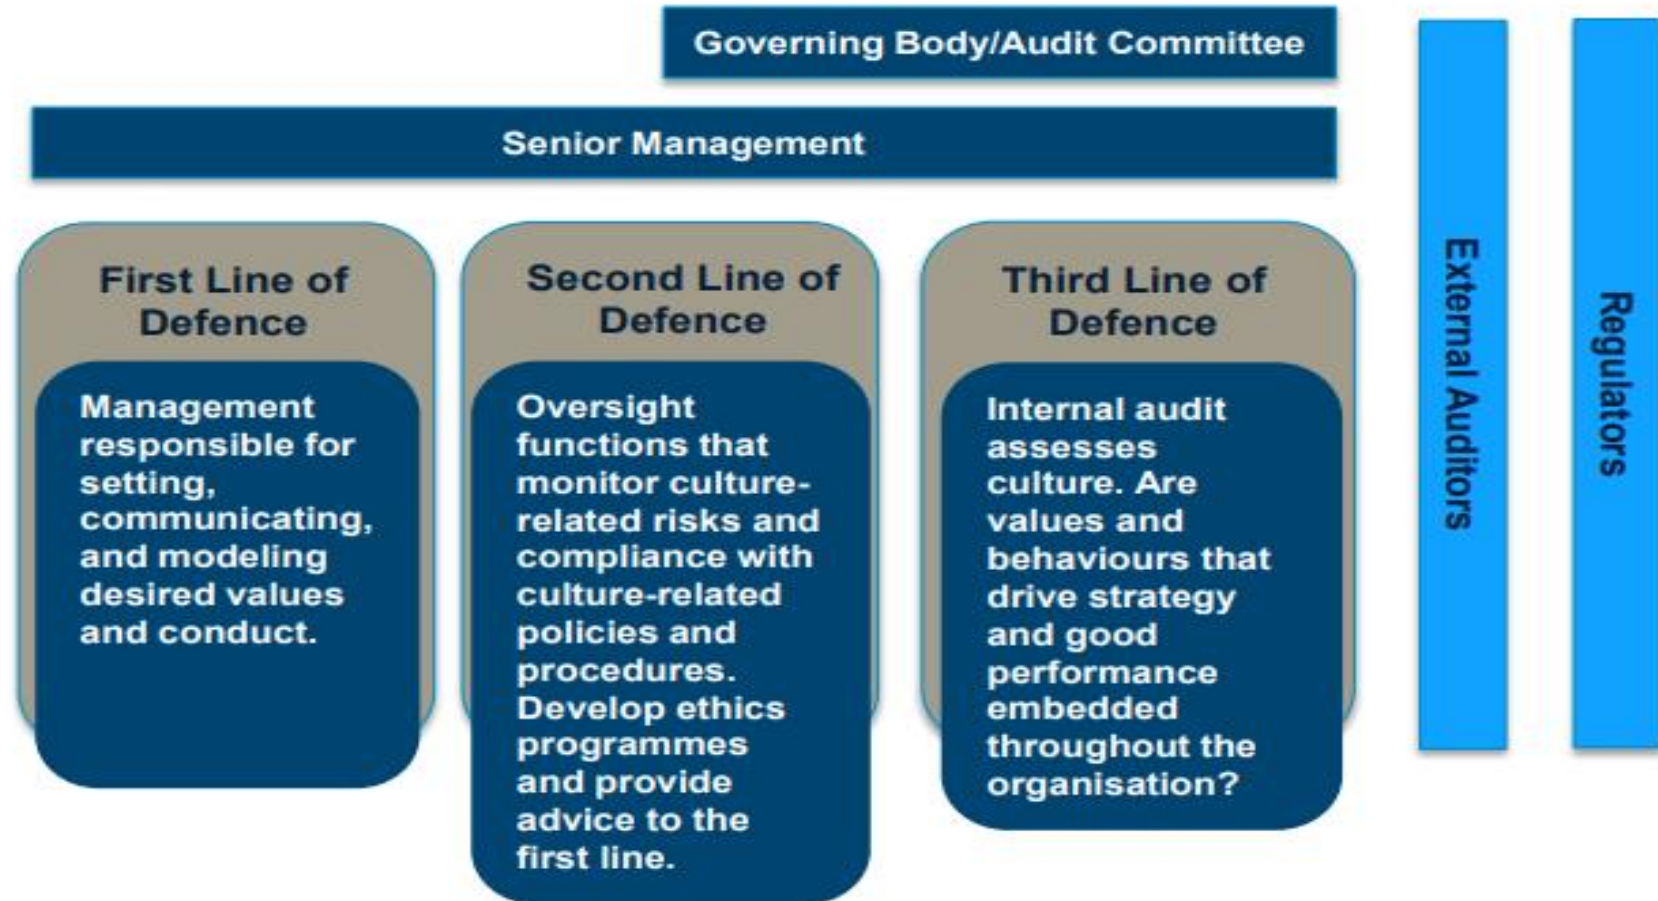 Governing Body/Audit Committee
Senior Management
First Line of
Defence
Management
responsible for
setting,
communicating,
and modeling
desired values
and conduct.
Second Line of
Defence
Oversight
functions that
monitor culture-
related risks and
compliance with
culture-related
policies and
procedures.
Develop ethics
programmes
and provide
advice to the
first line.
Third Line of
Defence
Internal audit
assesses
culture. Are
values and
behaviours that
drive strategy
and good
performance
embedded
throughout the
organisation?
External Auditors
Regulators